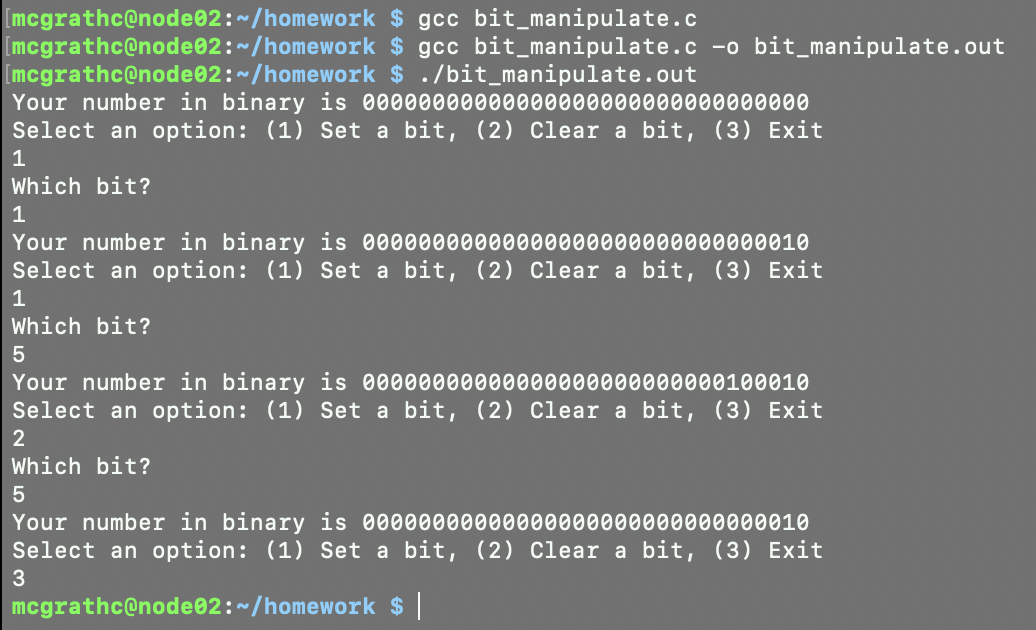 [mcgrathc@node02:~/homework $ gcc bit_manipulate.c
[mcgrathc@node02:~/homework $ gcc bit_manipulate.c -o bit_manipulate.out
[mcgrathc@node02:~/homework $ ./bit_manipulate.out
Your number in binary is 00000000000000000000000000000000
Select an option: (1) Set a bit, (2) Clear a bit, (3) Exit
1
Which bit?
1
Your number in binary is 00000000000000000000000000000010
Select an option: (1) Set a bit, (2) Clear a bit, (3) Exit
1
Which bit?
5
Your number in binary is 00000000000000000000000000100010
Select an option: (1) Set a bit, (2) Clear a bit, (3) Exit
2
Which bit?
5
Your number in binary is 00000000000000000000000000000010
Select an option: (1) Set a bit, (2) Clear a bit, (3) Exit
3
mcgrathc@node02:~/homework $